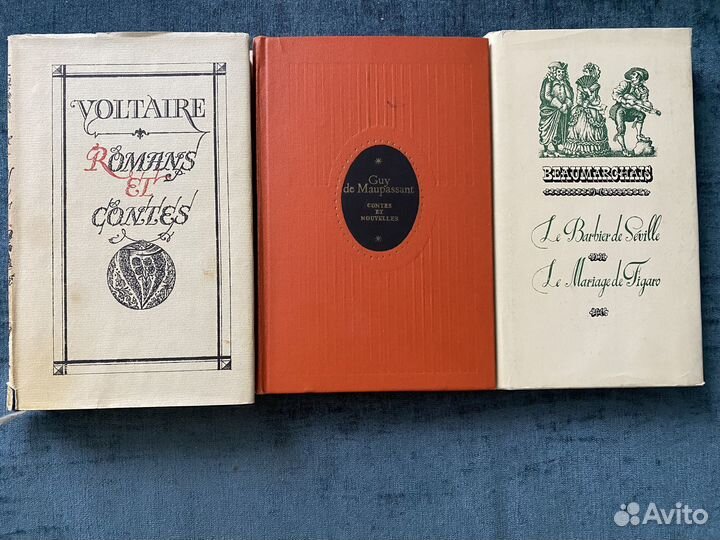 VOLTAIRE
ROMANS
ET
CONTES
Guy
de Maupassant
CONTES ET
NOUVELLES
BEAUMARCHAIS
Le Barbier de Séville
Le Mariage de Figaro
Avito